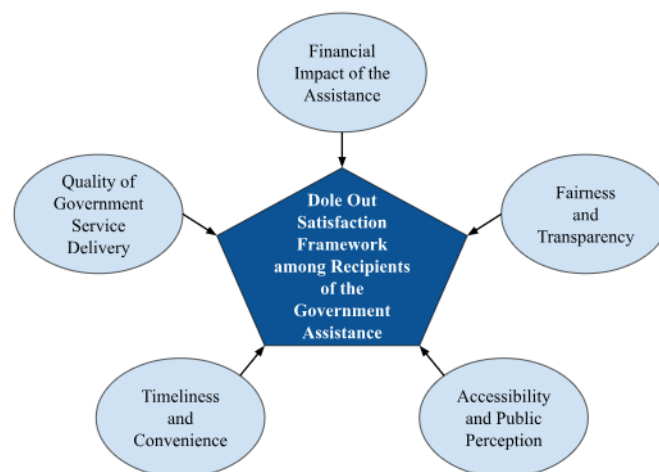 Financial
Impact of the
Assistance
Quality of
Government
Service
Delivery
Dole Out
Satisfaction
Framework
among Recipients
of the
Government
Assistance
Fairness
and
Transparency
Timeliness
and
Convenience
Accessibility
and Public
Perception